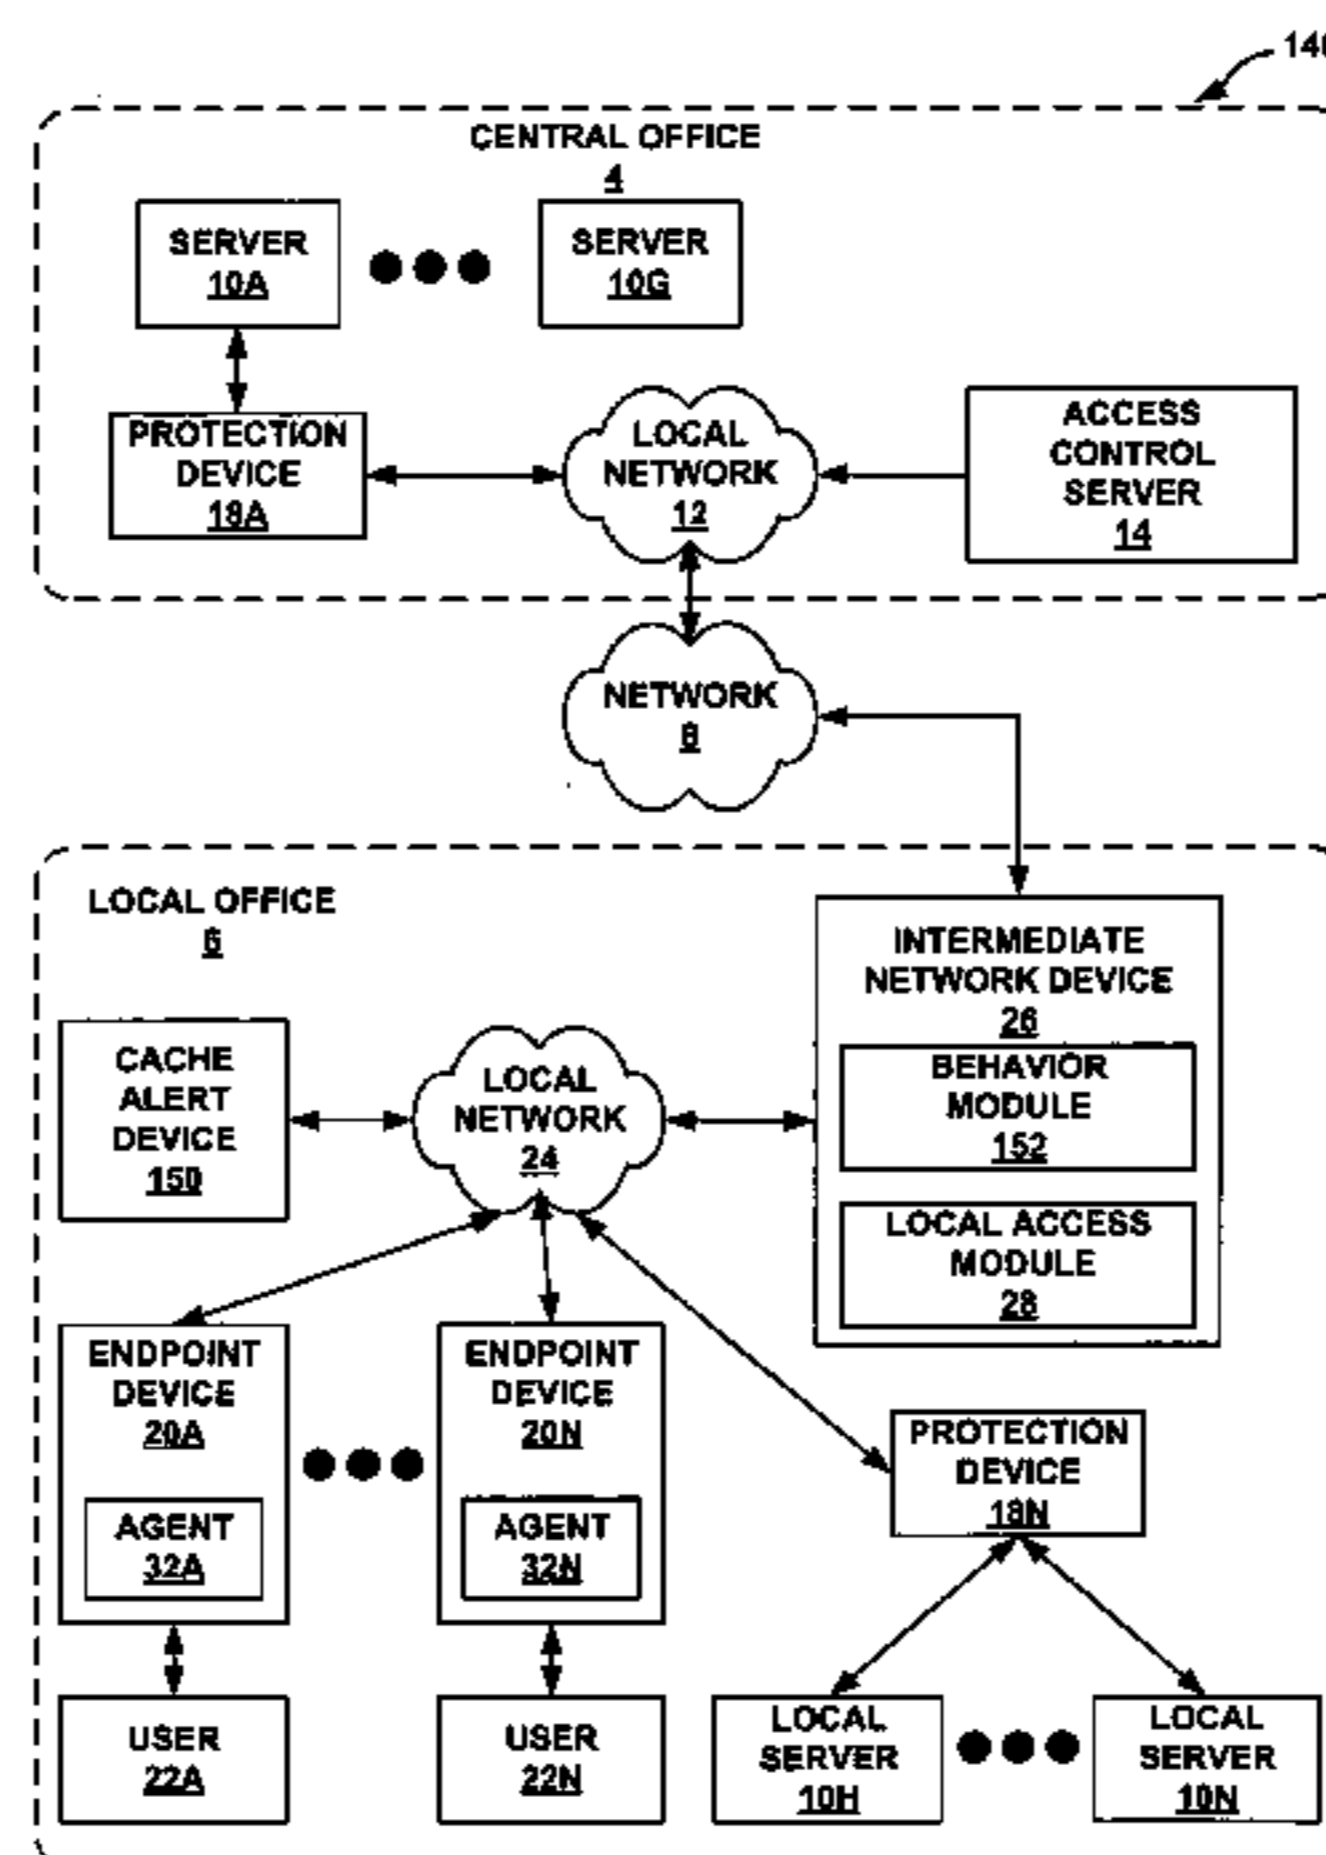 140
CENTRAL OFFICE
4
SERVER
10A
SERVER
10G
PROTECTION
DEVICE
18A
LOCAL
NETWORK
12
ACCESS
CONTROL
SERVER
14
NETWORK
8
LOCAL OFFICE
6
INTERMEDIATE
NETWORK DEVICE
26
BEHAVIOR
MODULE
152
LOCAL ACCESS
MODULE
28
CACHE
ALERT
DEVICE
150
LOCAL
NETWORK
24
ENDPOINT
DEVICE
20A
AGENT
32A
ENDPOINT
DEVICE
20N
AGENT
32N
PROTECTION
DEVICE
18N
USER
22A
USER
22N
LOCAL
SERVER
10H
LOCAL
SERVER
10N